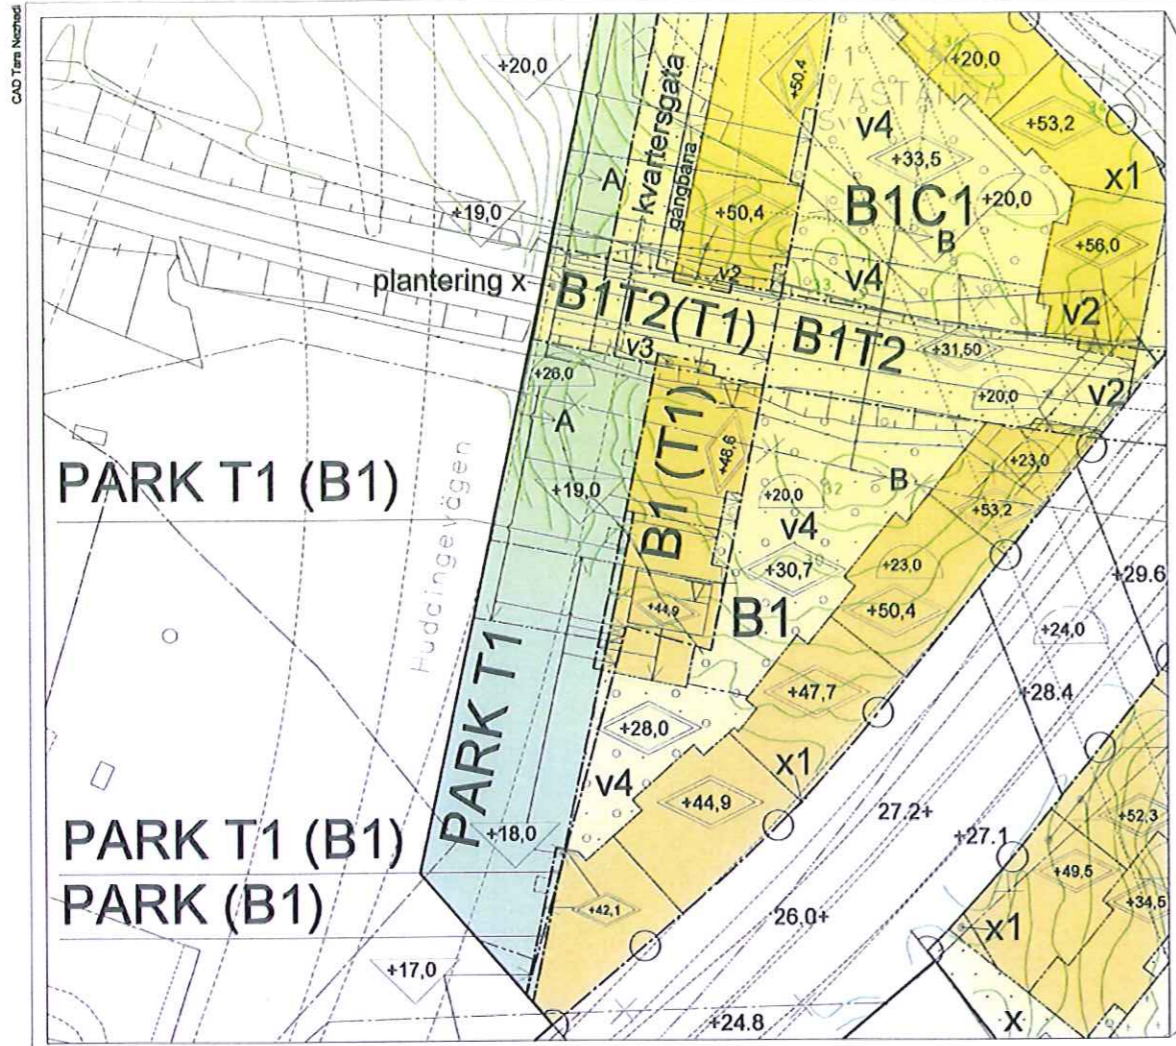 CAD Tara Nezhadi
+20,0
kvartersgata
gångbana
+50,4
+20,0
VÄSTANGA
v4
+53,2
+33,5
x1
A
+19,0
+50,4
B1C1
+20,0
B
+56,0
plantering x
v2
v4
33,
v2
B1T2(T1)
B1T2
v3
+31,50
+26,0
+20,0
v2
A
B1 (T1)
+48,6
+23,0
PARK T1 (B1)
+19,0
+20,0
32
B
+53,2
Huddingevägen
v4
+30,7
+23,0
+29.6
+44,9
B1
+50,4
+24,0
PARK T1
+47,7
+28.4
+28,0
v4
x1
+44,9
27.2+
+52,3
+18,0
+27.1
PARK T1 (B1)
+49,5
PARK (B1)
+42,1
26,0+
+34,5
x1
+17,0
+24.8
x